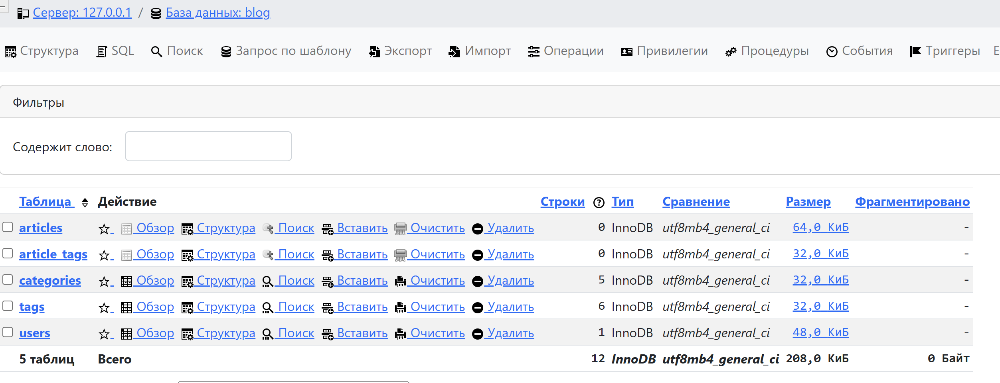 Сервер: 127.0.0.1 / База данных: blog
Структура SQL Поиск Запрос по шаблону Экспорт Импорт Операции Привилегии Процедуры События Триггеры
Фильтры
Содержит слово:
Таблица Действие Строки Тип Сравнение Размер Фрагментировано
articles Обзор Структура Поиск Вставить Очистить Удалить 0 InnoDB utf8mb4_general_ci 64,0 КиБ -
article_tags Обзор Структура Поиск Вставить Очистить Удалить 0 InnoDB utf8mb4_general_ci 32,0 КиБ -
categories Обзор Структура Поиск Вставить Очистить Удалить 5 InnoDB utf8mb4_general_ci 32,0 КиБ -
tags Обзор Структура Поиск Вставить Очистить Удалить 6 InnoDB utf8mb4_general_ci 32,0 КиБ -
users Обзор Структура Поиск Вставить Очистить Удалить 1 InnoDB utf8mb4_general_ci 48,0 КиБ -
5 таблиц Всего 12 InnoDB utf8mb4_general_ci 208,0 КиБ 0 Байт